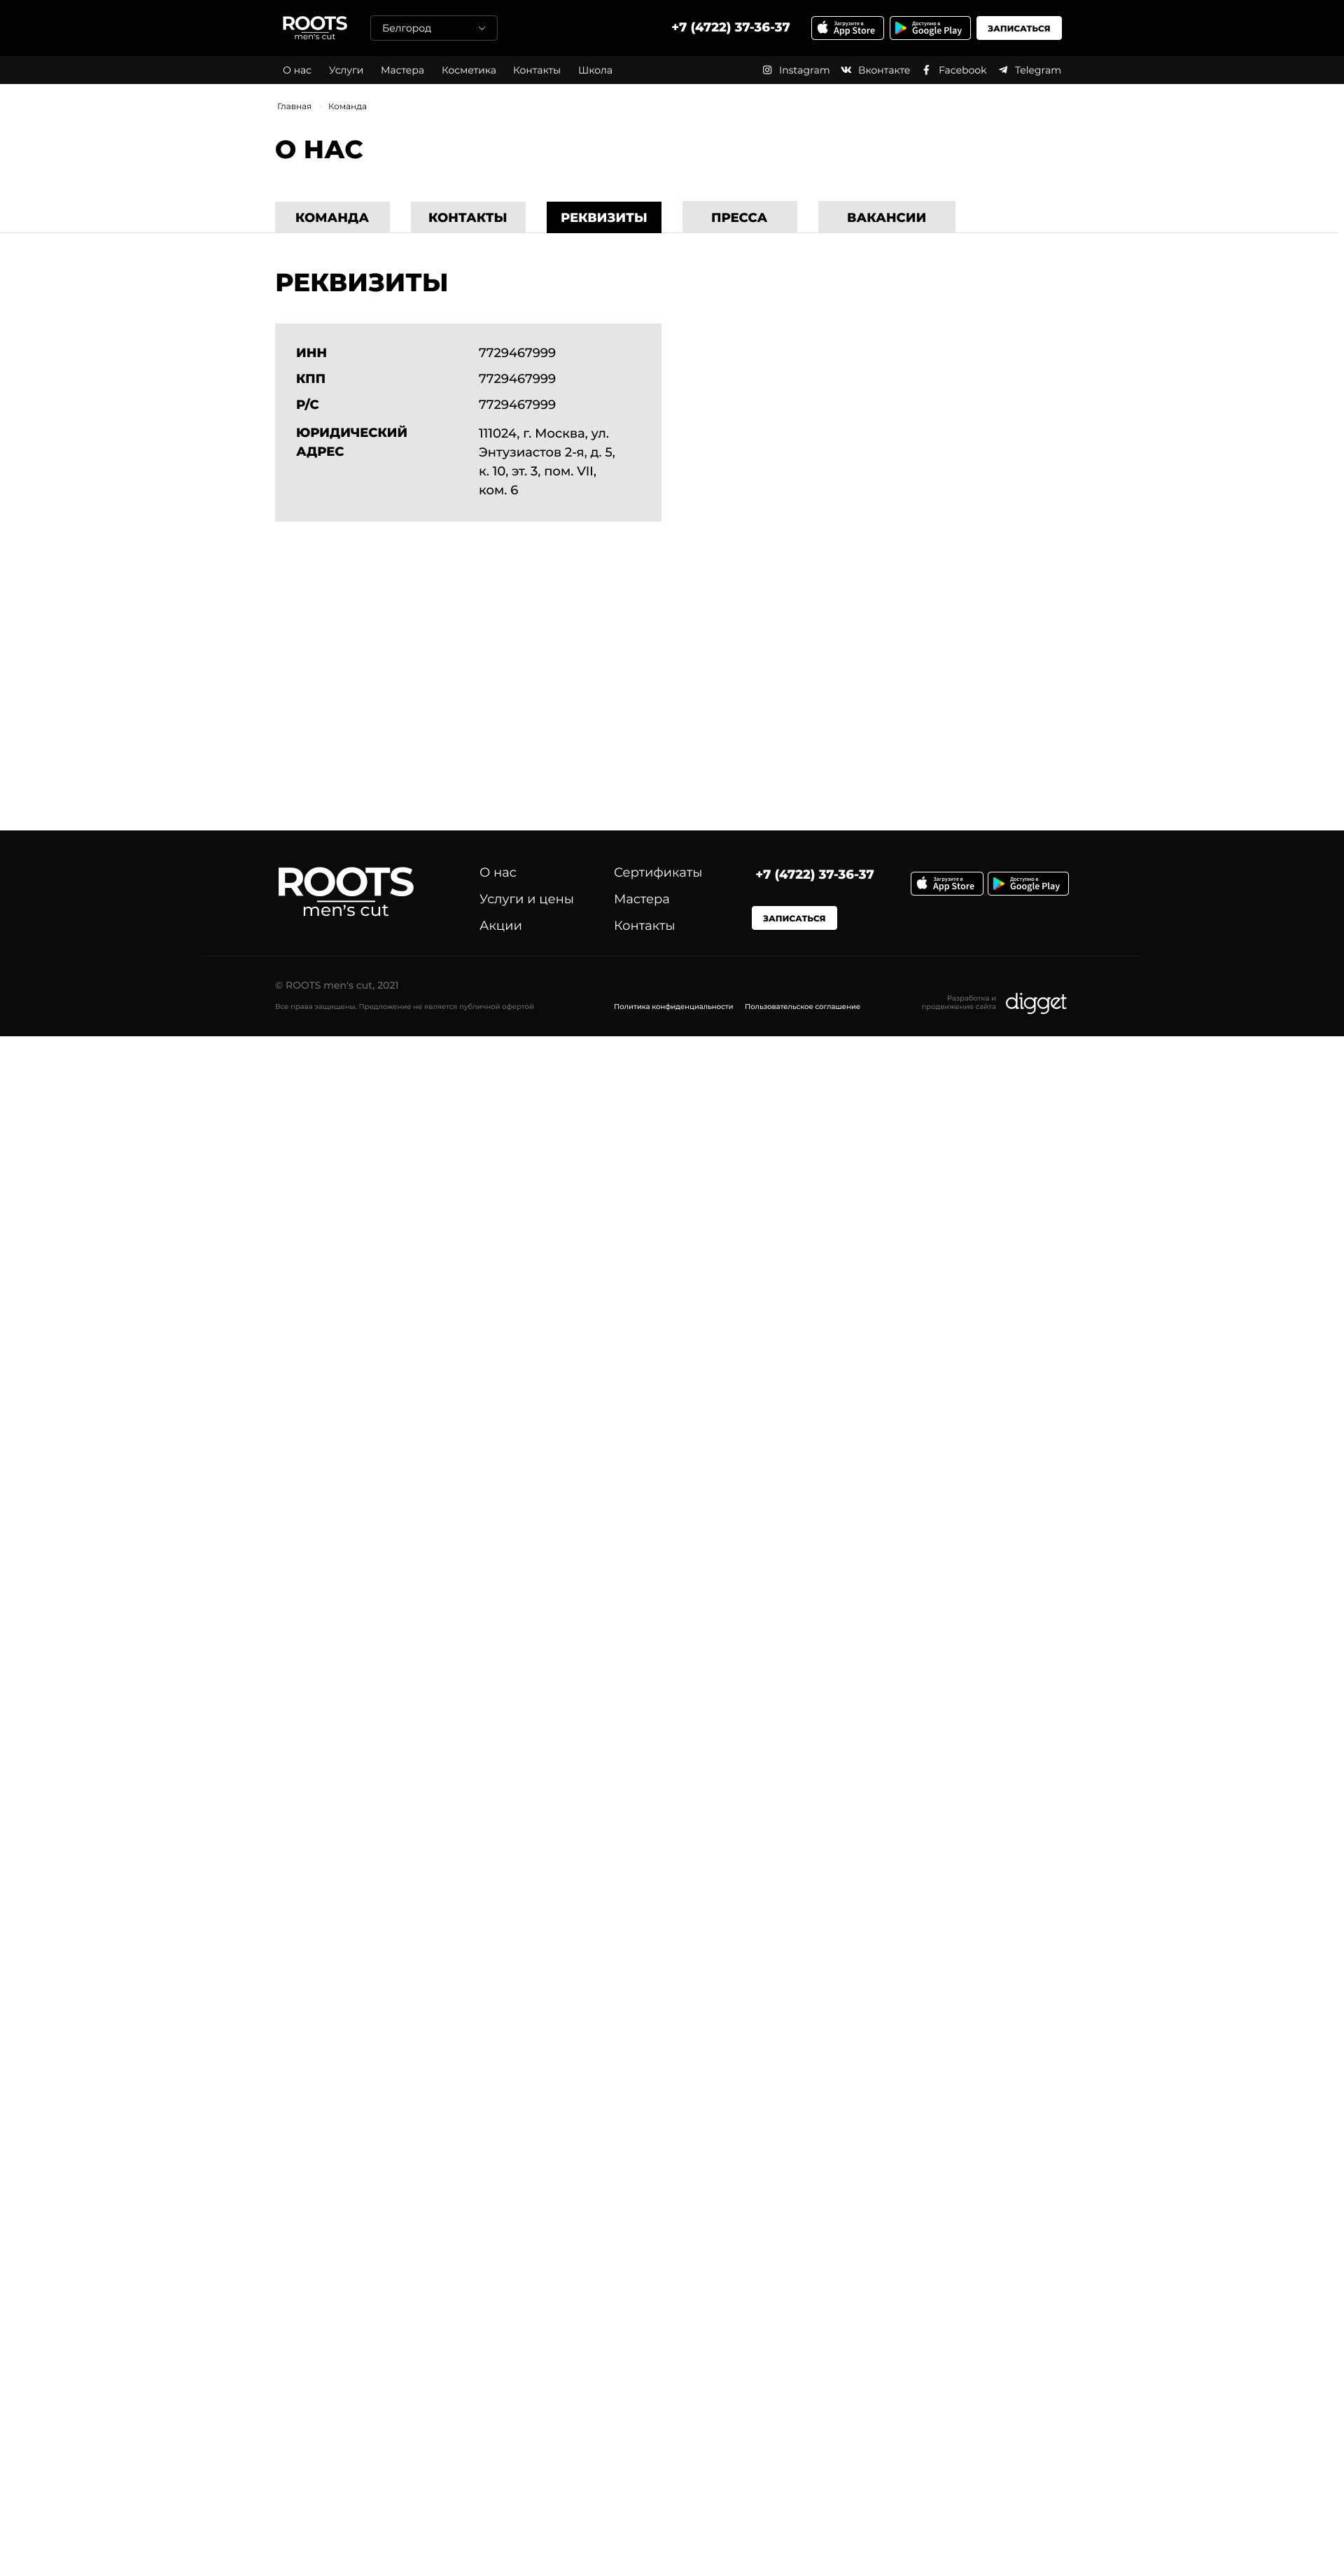 ROOTS
men's cut
Белгород
+7 (4722) 37-36-37
Загрузите в
App Store
Доступно в
Google Play
ЗАПИСАТЬСЯ
О нас
Услуги
Мастера
Косметика
Контакты
Школа
Instagram
Вконтакте
Facebook
Telegram
Главная
Команда
О НАС
КОМАНДА
КОНТАКТЫ
РЕКВИЗИТЫ
ПРЕССА
ВАКАНСИИ
РЕКВИЗИТЫ
ИНН
7729467999
КПП
7729467999
Р/С
7729467999
ЮРИДИЧЕСКИЙ
АДРЕС
111024, г. Москва, ул.
Энтузиастов 2-я, д. 5,
к. 10, эт. 3, пом. VII,
ком. 6
ROOTS
men's cut
О нас
Услуги и цены
Акции
Сертификаты
Мастера
Контакты
+7 (4722) 37-36-37
ЗАПИСАТЬСЯ
Загрузите в
App Store
Доступно в
Google Play
© ROOTS men's cut, 2021
Все права защищены. Предложение не является публичной офертой
Политика конфиденциальности
Пользовательское соглашение
Разработка и
продвижение сайта
digget